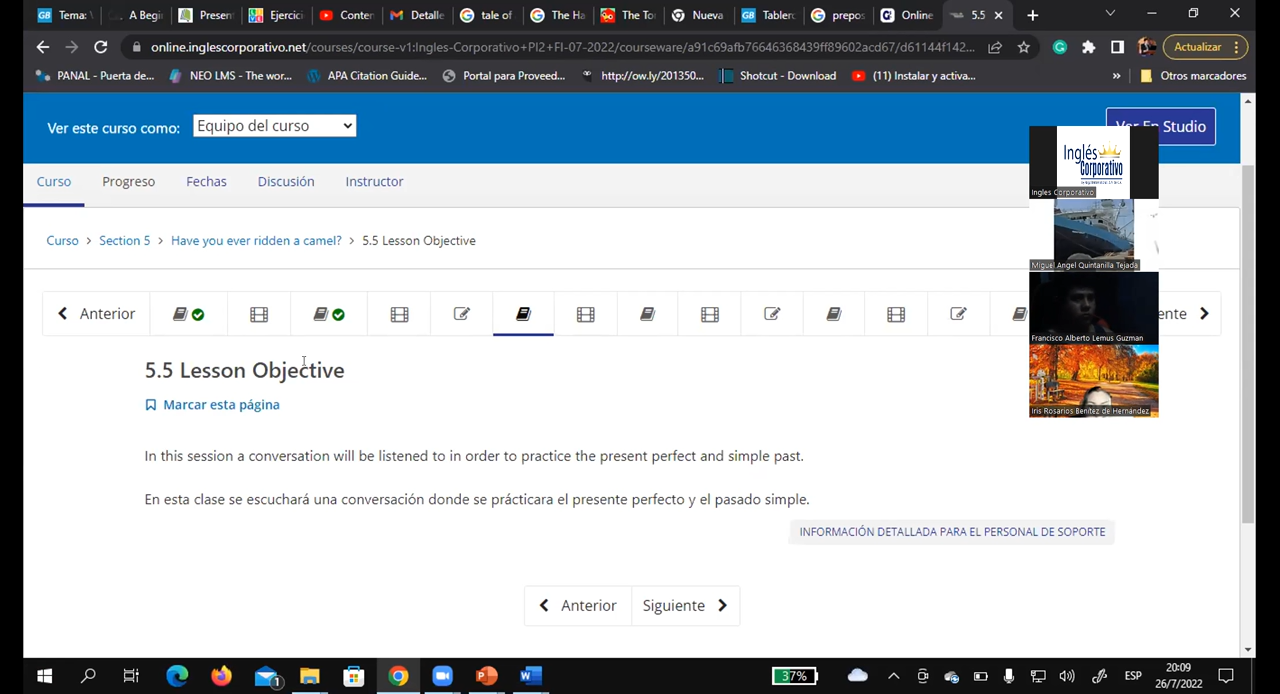 Tema: \
A Begi
Present
Ejercici
Conten
Detalle
tale of
The Ha
The To
Nueva
Tablero
prepos
Online
5.5
online.inglescorporativo.net/courses/course-v1:Ingles-Corporativo+PI2+FI-07-2022/courseware/a91c69afb76646368439ff89602acd67/d61144f142...
Actualizar
PANAL - Puerta de...
NEO LMS - The wor...
APA Citation Guide...
Portal para Proveed...
http://ow.ly/201350...
Shotcut - Download
(11) Instalar y activa...
»
Otros marcadores
Ver este curso como:
Equipo del curso
Ver En Studio
Curso
Progreso
Fechas
Discusión
Instructor
Inglés
Corporativo
Ingles Corporativo
Miguel Angel Quintanilla Tejada
Francisco Alberto Lemus Guzman
Iris Rosarios Benítez de Hernández
Curso > Section 5 > Have you ever ridden a camel? > 5.5 Lesson Objective
Anterior
ente
5.5 Lesson Objective
Marcar esta página
In this session a conversation will be listened to in order to practice the present perfect and simple past.
En esta clase se escuchará una conversación donde se prácticara el presente perfecto y el pasado simple.
INFORMACIÓN DETALLADA PARA EL PERSONAL DE SOPORTE
Anterior
Siguiente
1
37%
ESP
20:09
26/7/2022